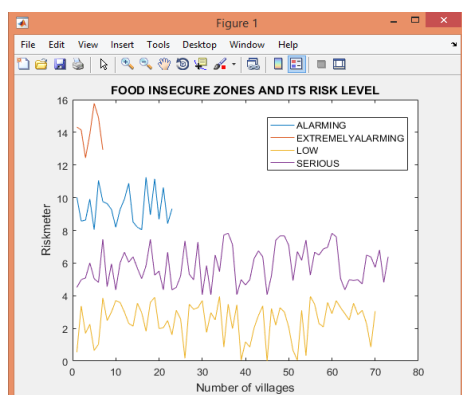 Figure 1
File Edit View Insert Tools Desktop Window Help
FOOD INSECURE ZONES AND ITS RISK LEVEL
16
14
12
10
8
6
4
2
0
Riskmeter
ALARMING
EXTREMELYALARMING
LOW
SERIOUS
0 10 20 30 40 50 60 70 80
Number of villages